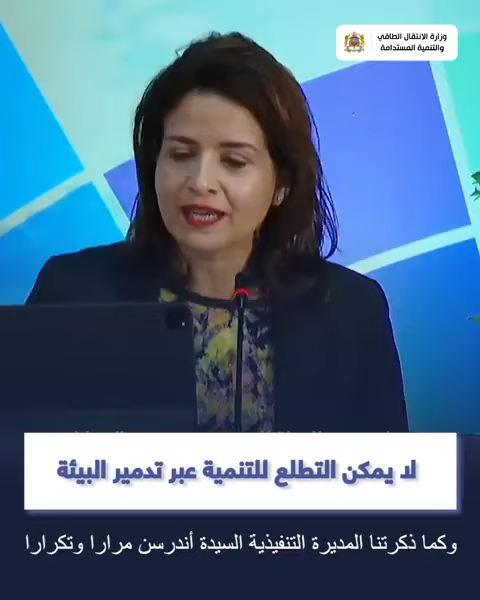 وزارة الانتقال الطاقي
والتنمية المستدامة
لا يمكن التطلع للتنمية عبر تدمير البيئة
وكما ذكرتنا المديرة التنفيذية السيدة أندرسن مرارا وتكرارا